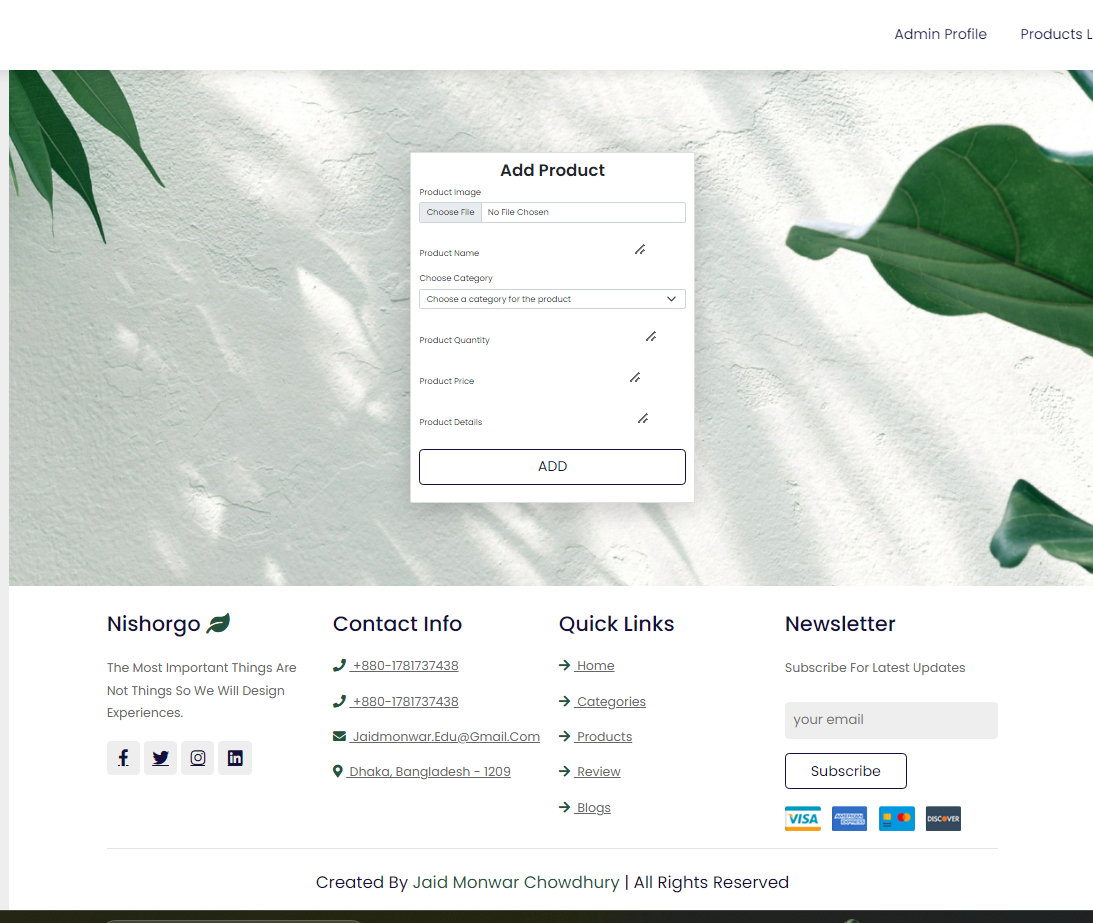 Admin Profile Products L
Add Product
Product Image
Choose File No File Chosen
Product Name
Choose Category
Choose a category for the product
Product Quantity
Product Price
Product Details
ADD
Nishorgo
The Most Important Things Are
Not Things So We Will Design
Experiences.
Contact Info
+880-1781737438
+880-1781737438
Jaidmonwar.Edu@Gmail.Com
Dhaka, Bangladesh - 1209
Quick Links
Home
Categories
Products
Review
Blogs
Newsletter
Subscribe For Latest Updates
your email
Subscribe
VISA AMERICAN EXPRESS DISCOVER
Created By Jaid Monwar Chowdhury | All Rights Reserved